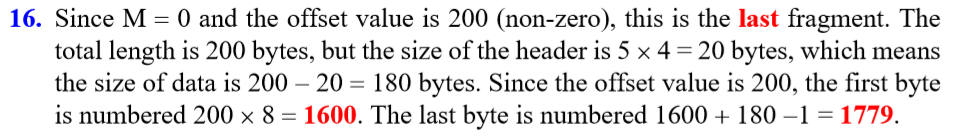 16. Since M = 0 and the offset value is 200 (non-zero), this is the last fragment. The
total length is 200 bytes, but the size of the header is 5 × 4 = 20 bytes, which means
the size of data is 200 – 20 = 180 bytes. Since the offset value is 200, the first byte
is numbered 200 × 8 = 1600. The last byte is numbered 1600 + 180 –1 = 1779.